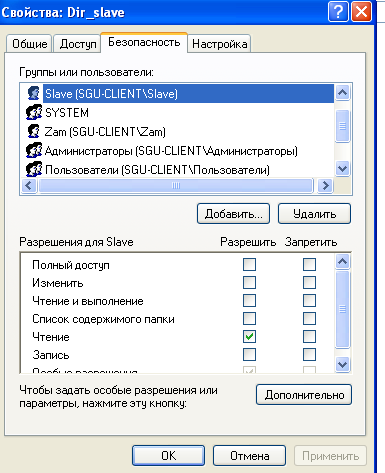 Свойства: Dir_slave
Общие Доступ Безопасность Настройка
Группы или пользователи:
Slave (SGU-CLIENT\Slave)
SYSTEM
Zam (SGU-CLIENT\Zam)
Администраторы (SGU-CLIENT\Администраторы)
Пользователи (SGU-CLIENT\Пользователи)
Добавить... Удалить
Разрешения для Slave Разрешить Запретить
Полный доступ
Изменить
Чтение и выполнение
Список содержимого папки
Чтение
Запись
Особые разрешения
Чтобы задать особые разрешения или
параметры, нажмите эту кнопку:
Дополнительно
OK Отмена Применить